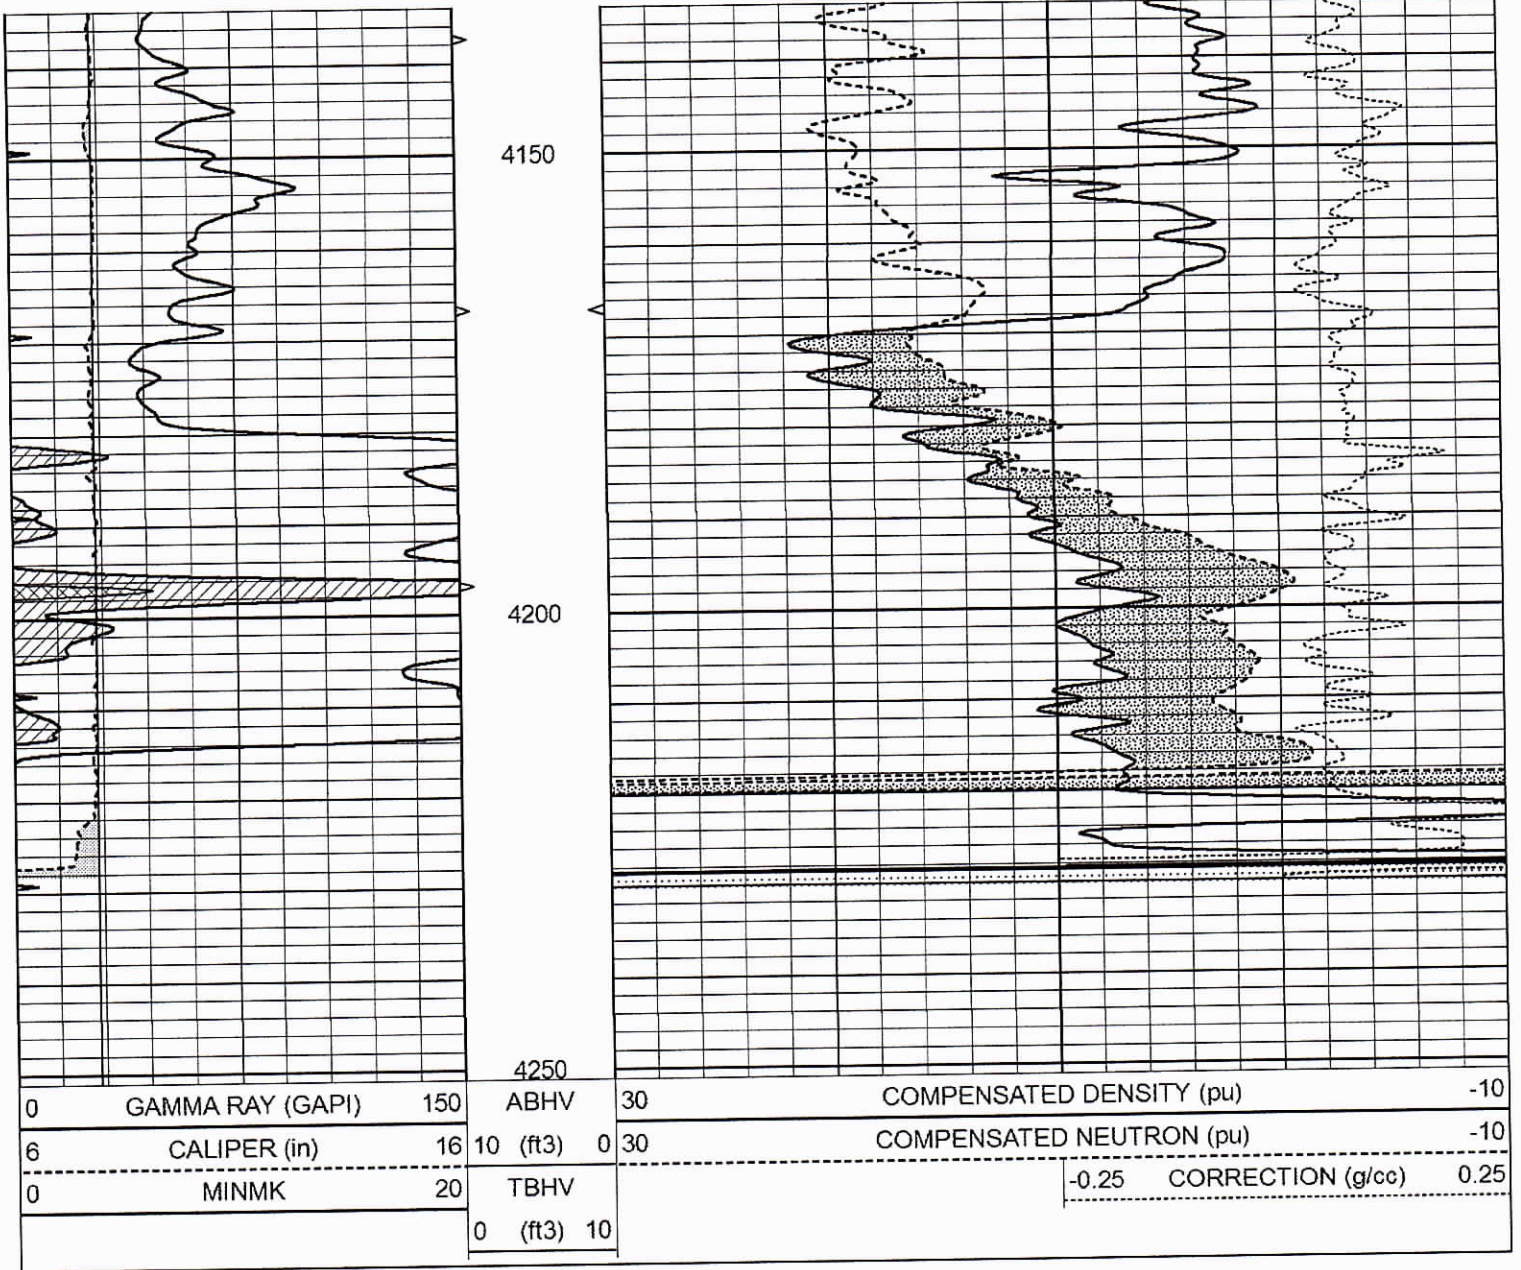 4150
4200
4250
0 GAMMA RAY (GAPI) 150 ABHV 30 COMPENSATED DENSITY (pu) -10
6 CALIPER (in) 16 10 (ft3) 0 30 COMPENSATED NEUTRON (pu) -10
0 MINMK 20 TBHV -0.25 CORRECTION (g/cc) 0.25
0 (ft3) 10